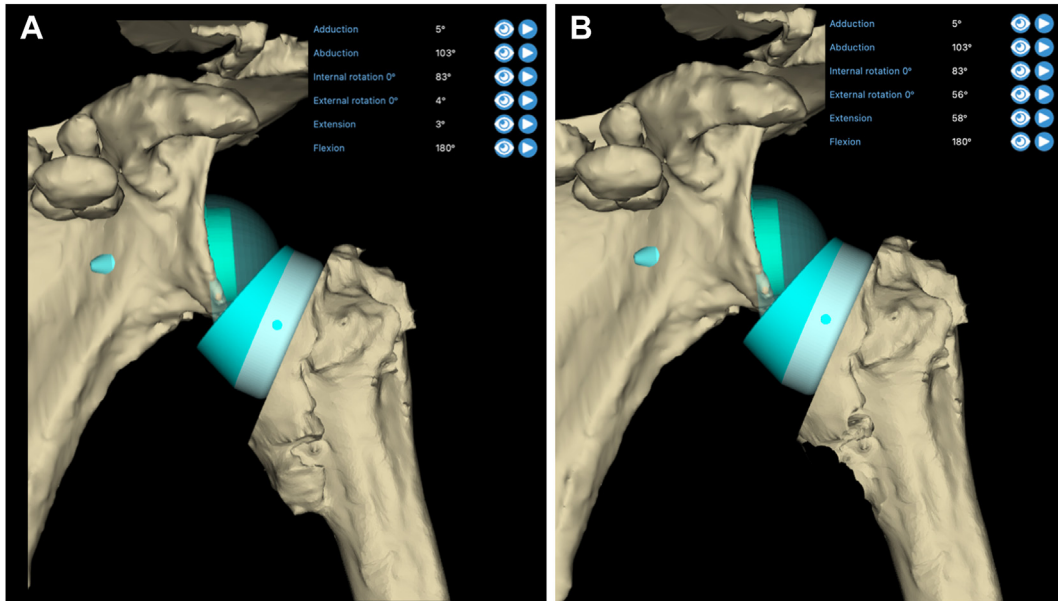 A
Adduction 5°
Abduction 103°
Internal rotation 0° 83°
External rotation 0° 4°
Extension 3°
Flexion 180°
B
Adduction 5°
Abduction 103°
Internal rotation 0° 83°
External rotation 0° 56°
Extension 58°
Flexion 180°